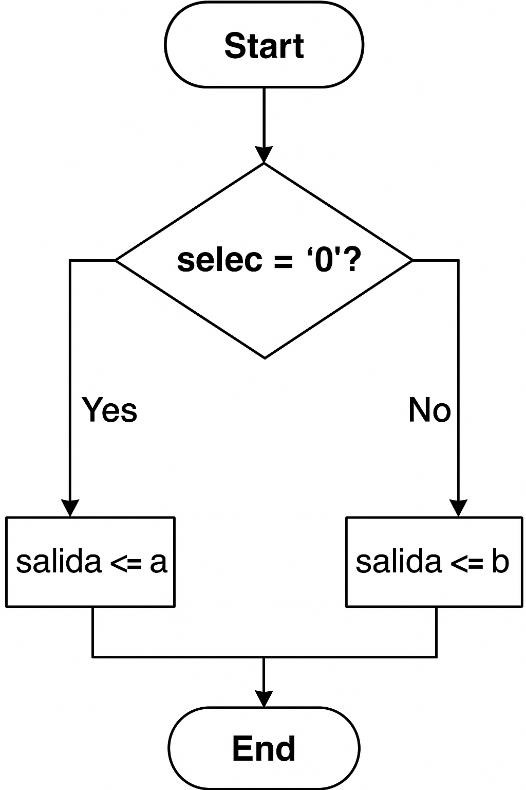 Start
selec = ‘0'?
Yes
No
salida <= a
salida <= b
End